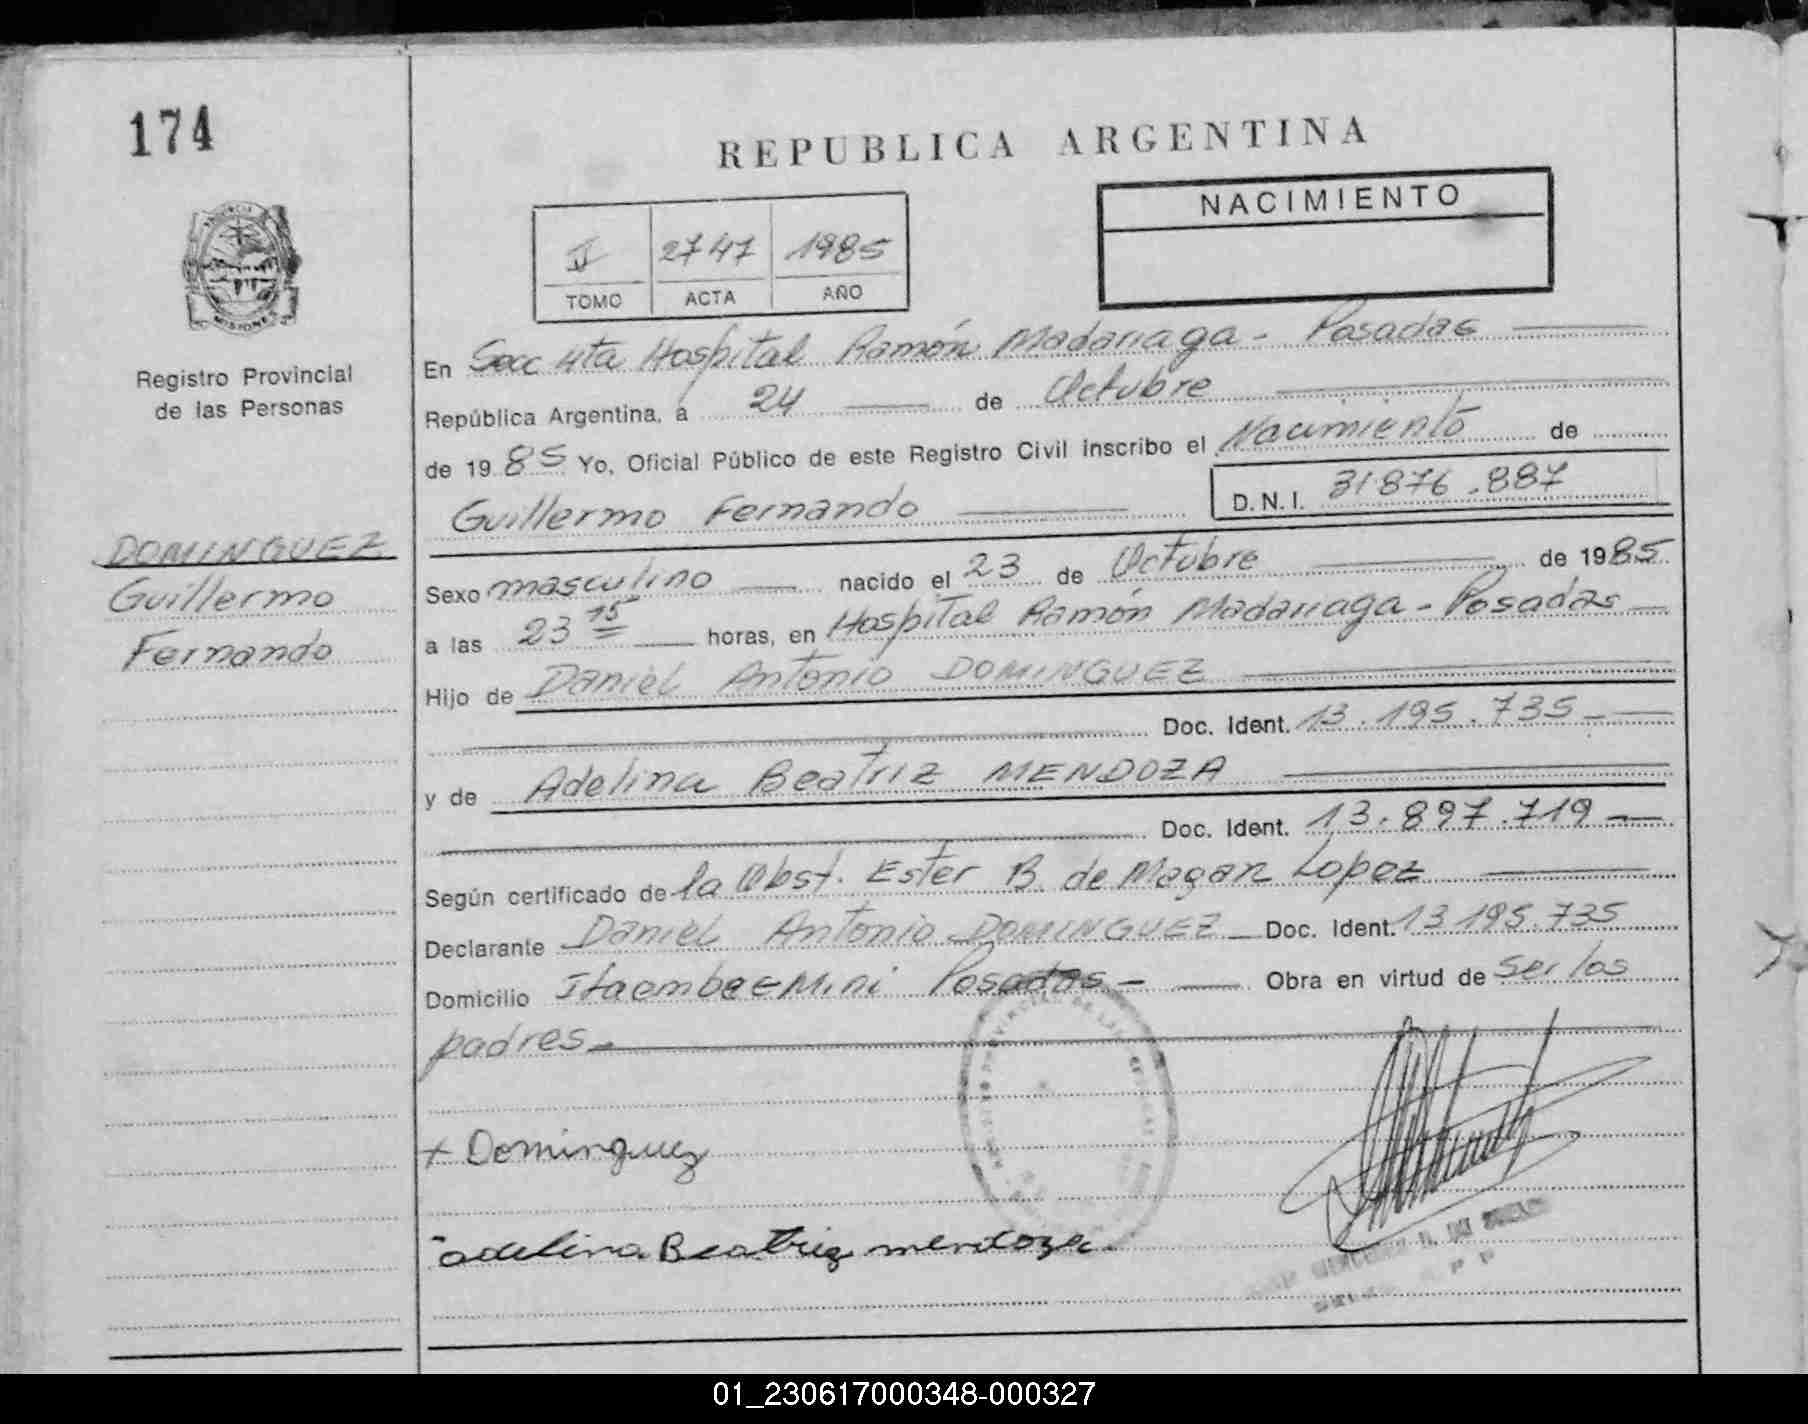 174
REPUBLICA ARGENTINA
NACIMIENTO
II 2747 1985
TOMO ACTA AÑO
PROVINCIA
MISIONES
Registro Provincial
de las Personas
En Secc 4ta Hospital Ramón Madariaga - Posadas
República Argentina, a 24 de Octubre
de 1985 Yo, Oficial Público de este Registro Civil inscribo el Nacimiento de
Guillermo Fernando D.N.I. 31.876.887
DOMINGUEZ
Guillermo
Fernando
Sexo masculino nacido el 23 de Octubre de 1985
a las 23 15 horas, en Hospital Ramón Madariaga - Posadas
Hijo de Daniel Antonio DOMINGUEZ
Doc. Ident. 13.195.735
y de Adelina Beatriz MENDOZA
Doc. Ident. 13.897.719
Según certificado de la Obst. Ester B. de Magan Lopez
Declarante Daniel Antonio DOMINGUEZ Doc. Ident. 13195.735
Domicilio Itaembe Mini Posadas - Obra en virtud de ser los
padres
+ Dominguez
adelina Beatriz mendoza
01_230617000348-000327